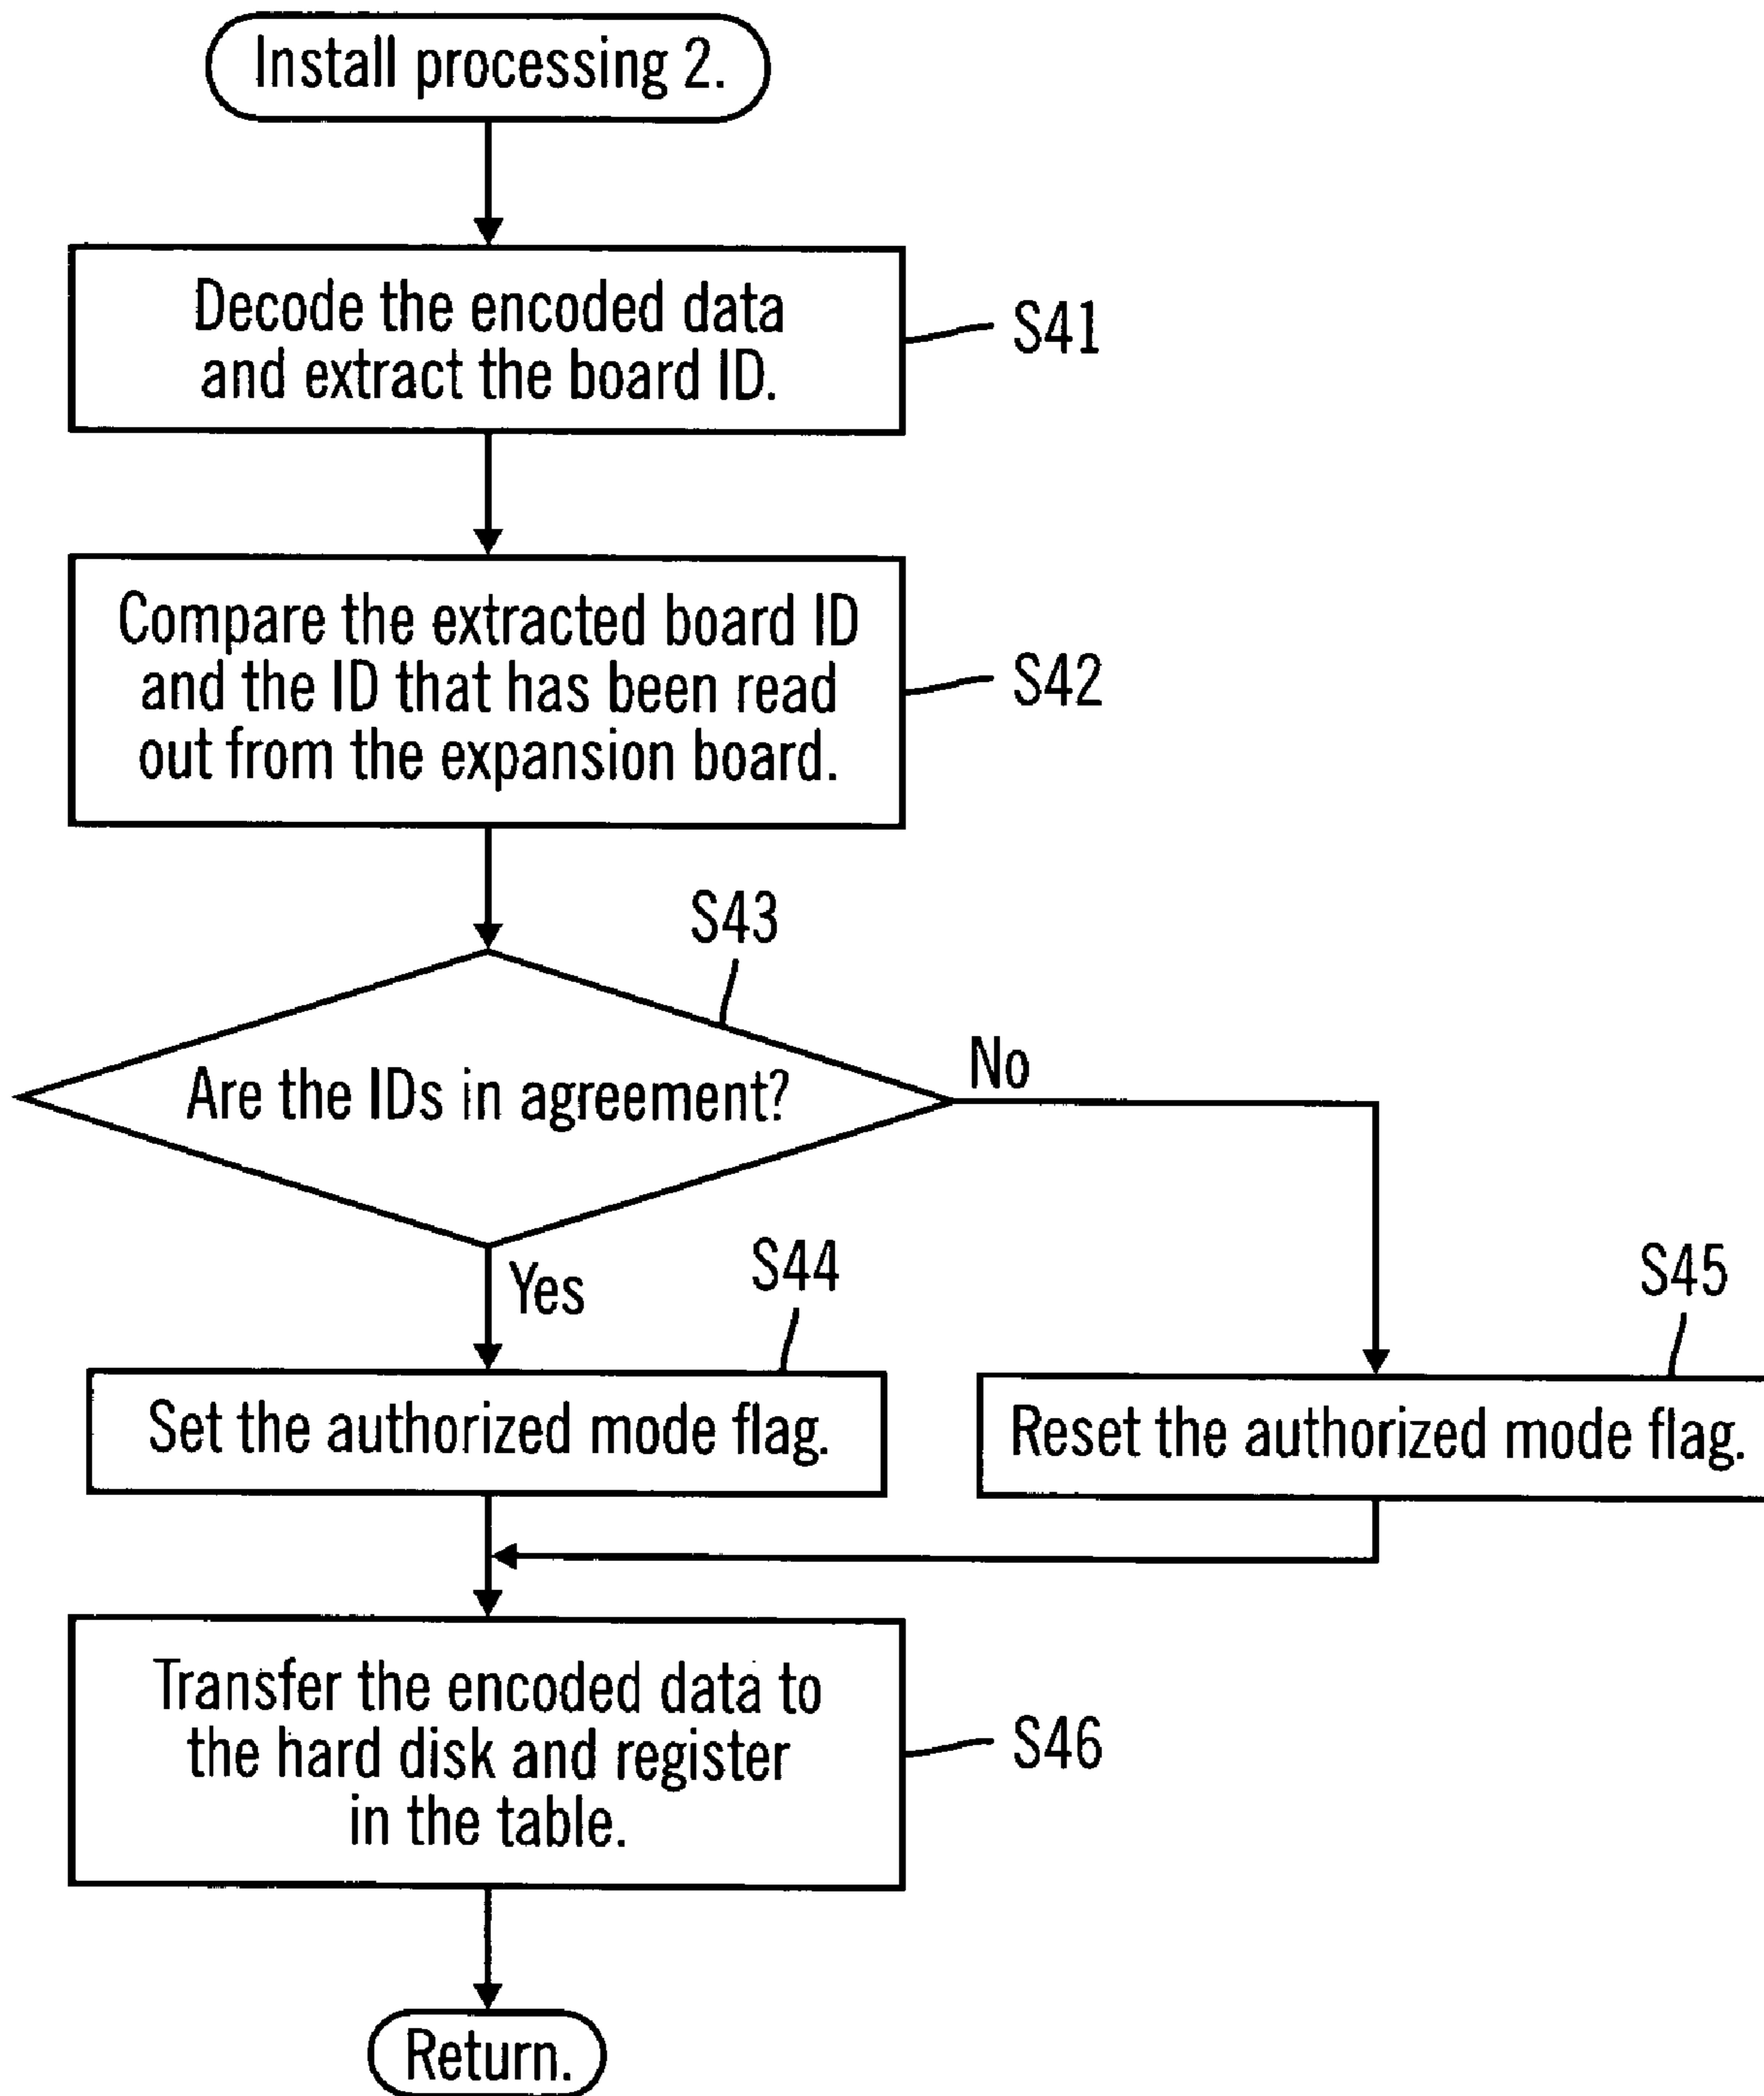 Install processing 2.
Decode the encoded data
and extract the board ID.
S41
Compare the extracted board ID
and the ID that has been read
out from the expansion board.
S42
S43
Are the IDs in agreement?
No
Yes
S44
S45
Set the authorized mode flag.
Reset the authorized mode flag.
Transfer the encoded data to
the hard disk and register
in the table.
S46
Return.